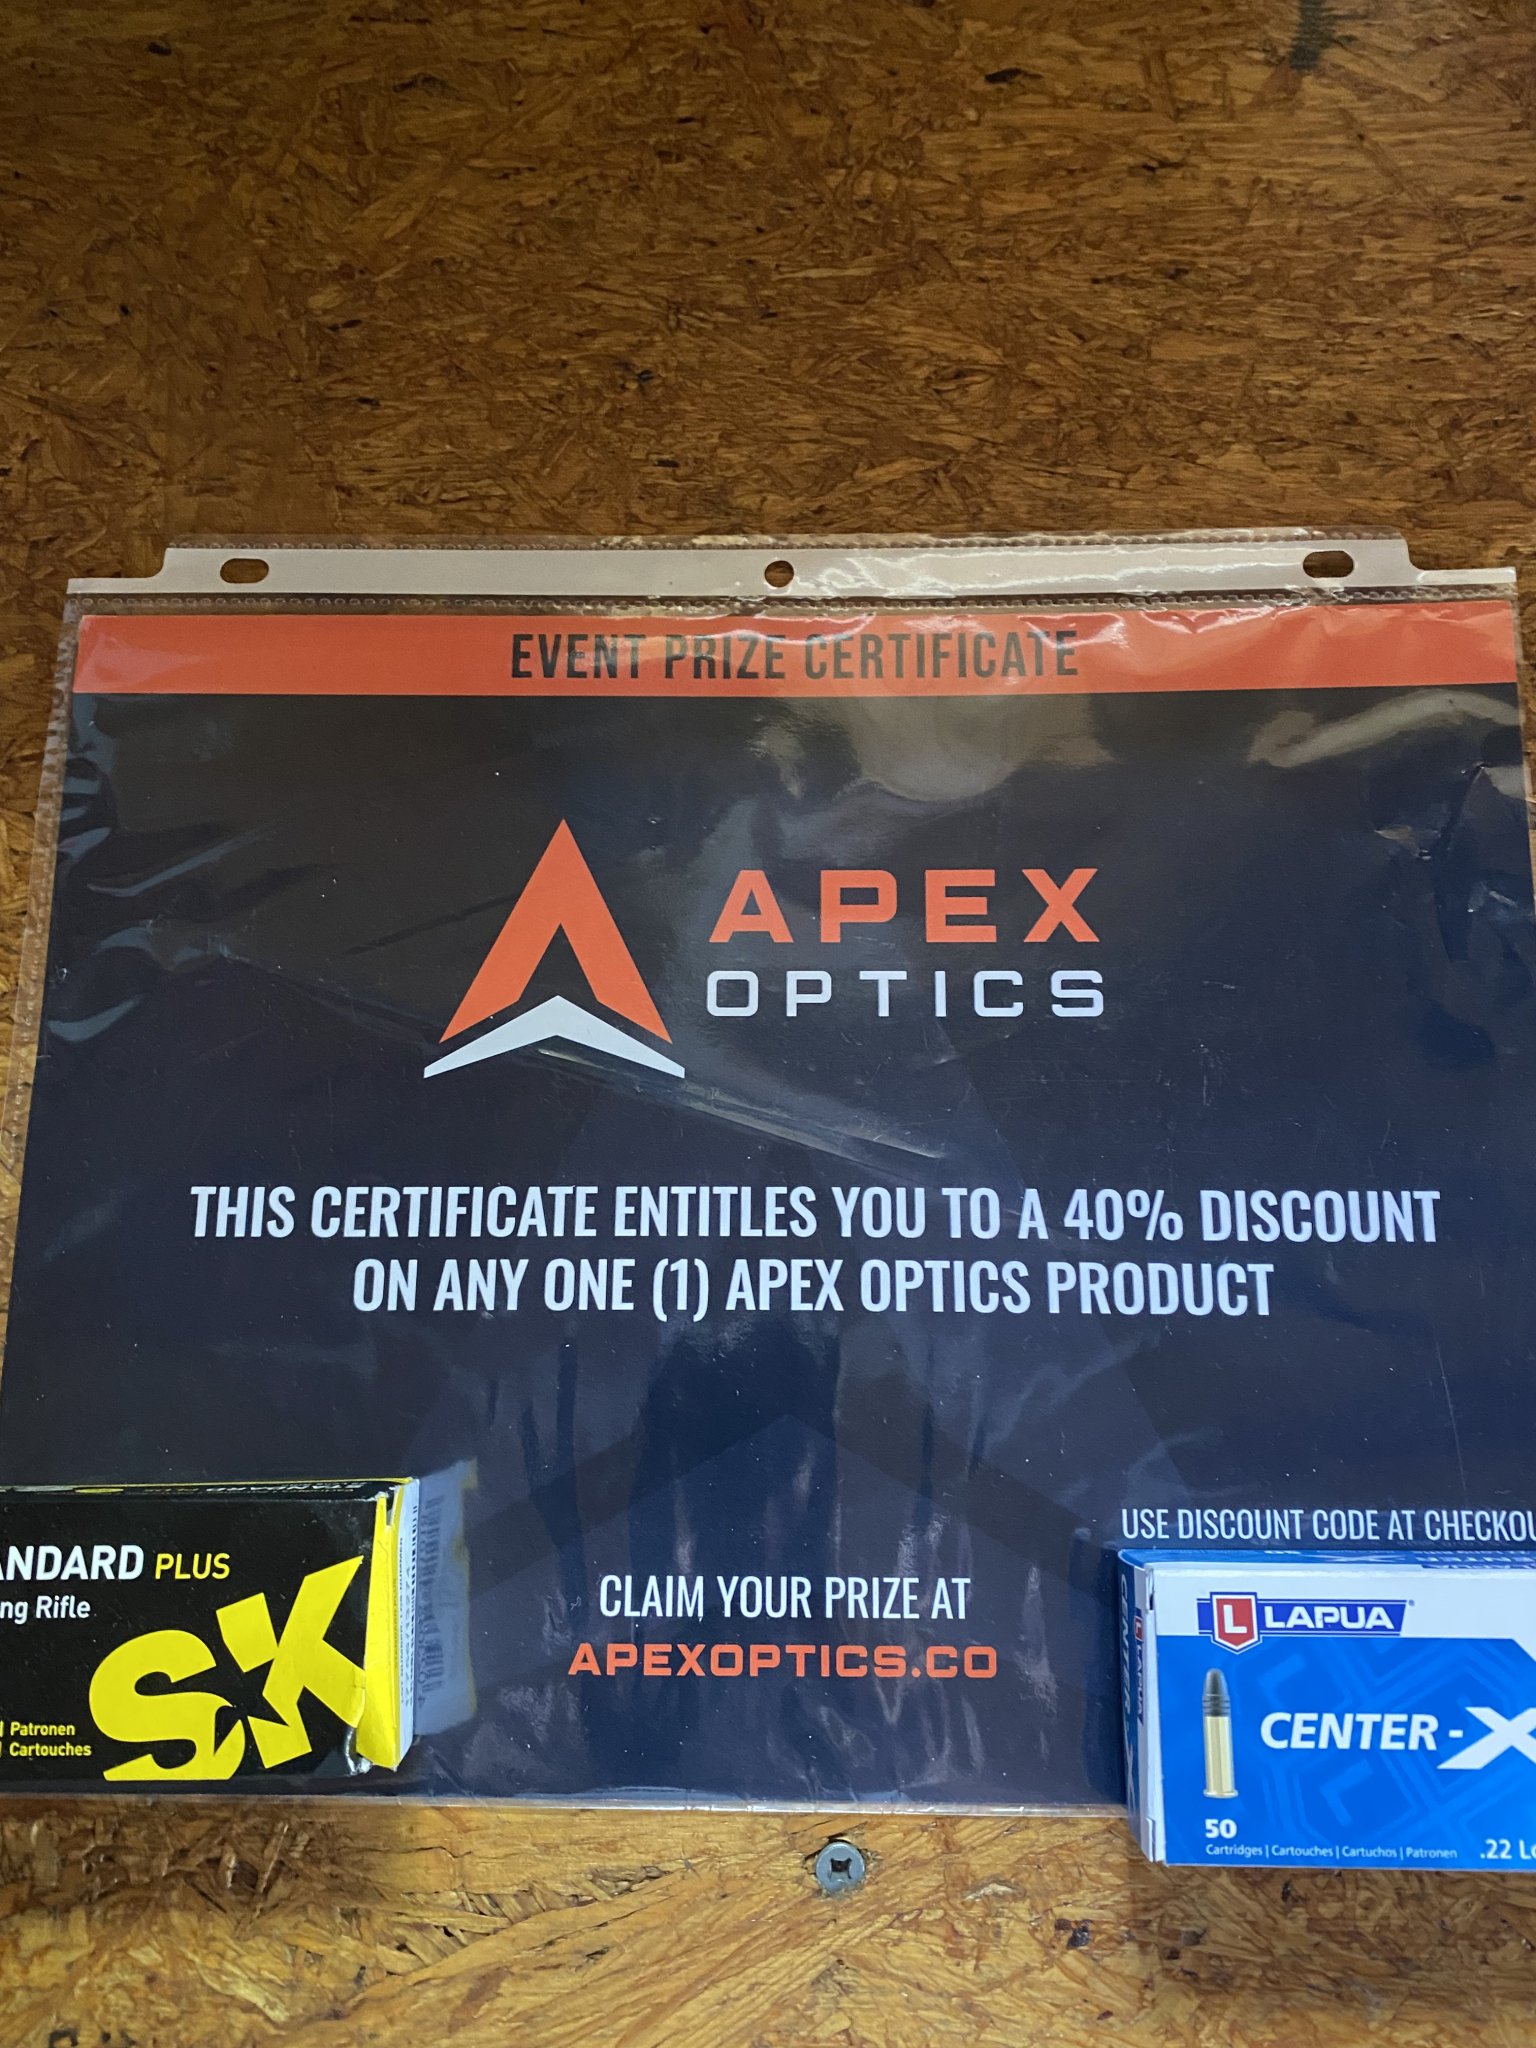 EVENT PRIZE CERTIFICATE
APEX
OPTICS
THIS CERTIFICATE ENTITLES YOU TO A 40% DISCOUNT
ON ANY ONE (1) APEX OPTICS PRODUCT
USE DISCOUNT CODE AT CHECKOU
CLAIM YOUR PRIZE AT
APEXOPTICS.CO
ANDARD PLUS
ng Rifle
SK
Patronen
Cartouches
L LAPUA
CENTER-X
50
Cartridges | Cartouches | Cartuchos | Patronen
.22 Lo